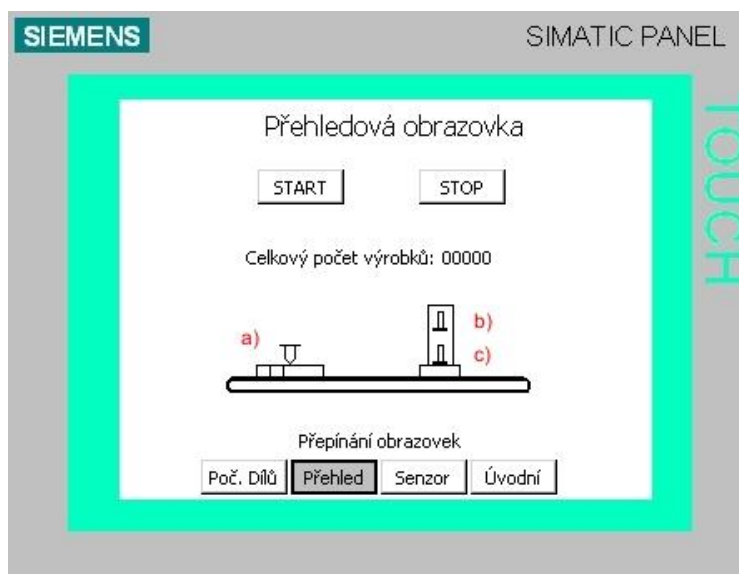 SIEMENS SIMATIC PANEL
TOUCH
Přehledová obrazovka
START STOP
Celkový počet výrobků: 00000
a) b)
c)
Přepínání obrazovek
Poč. Dílů Přehled Senzor Úvodní